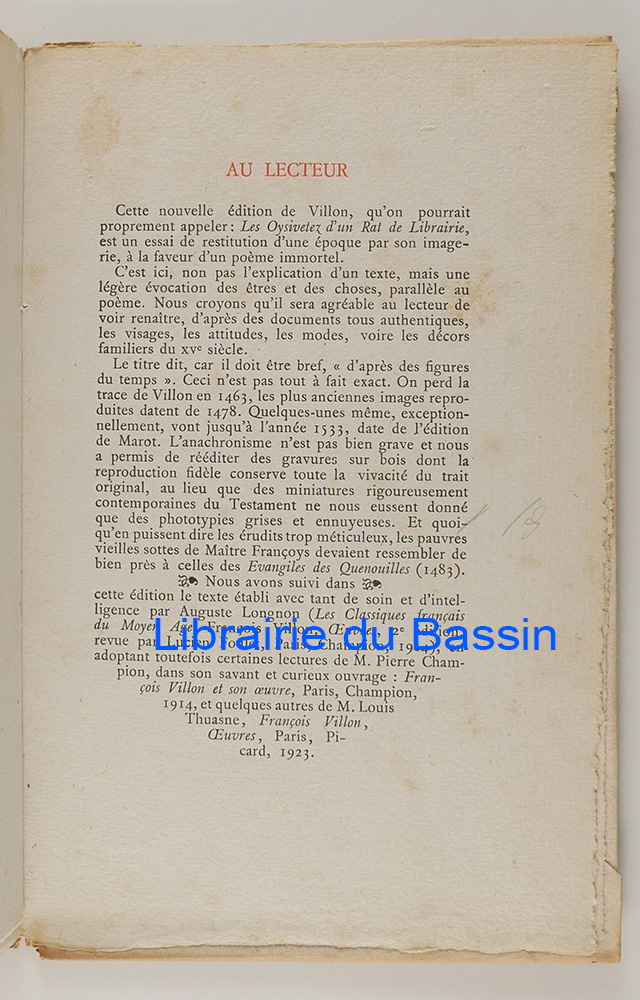 AU LECTEUR
Cette nouvelle édition de Villon, qu'on pourrait
proprement appeler : Les Oysivetez d'un Rat de Librairie,
est un essai de restitution d'une époque par son image-
rie, à la faveur d'un poème immortel.
C'est ici, non pas l'explication d'un texte, mais une
légère évocation des êtres et des choses, parallèle au
poème. Nous croyons qu'il sera agréable au lecteur de
voir renaître, d'après des documents tous authentiques,
les visages, les attitudes, les modes, voire les décors
familiers du XVe siècle.
Le titre dit, car il doit être bref, « d'après des figures
du temps ». Ceci n'est pas tout à fait exact. On perd la
trace de Villon en 1463, les plus anciennes images repro-
duites datent de 1478. Quelques-unes même, exception-
nellement, vont jusqu'à l'année 1533, date de l'édition
de Marot. L'anachronisme n'est pas bien grave et nous
a permis de rééditer des gravures sur bois dont la
reproduction fidèle conserve toute la vivacité du trait
original, au lieu que des miniatures rigoureusement
contemporaines du Testament ne nous eussent donné
que des phototypies grises et ennuyeuses. Et quoi-
qu'en puissent dire les érudits trop méticuleux, les pauvres
vieilles sottes de Maître Françoys devaient ressembler de
bien près à celles des Evangiles des Quenouilles (1483).
Nous avons suivi dans
cette édition le texte établi avec tant de soin et d'intel-
ligence par Auguste Longnon (Les Classiques français
du Moyen Age, François Villon, Œuvres, 2e édition,
revue par Lucien Foulet, Paris, Champion, 1914), en
adoptant toutefois certaines lectures de M. Pierre Cham-
pion, dans son savant et curieux ouvrage : Fran-
çois Villon et son œuvre, Paris, Champion,
1914, et quelques autres de M. Louis
Thuasne, François Villon,
Œuvres, Paris, Pi-
card, 1923.
Librairie du Bassin